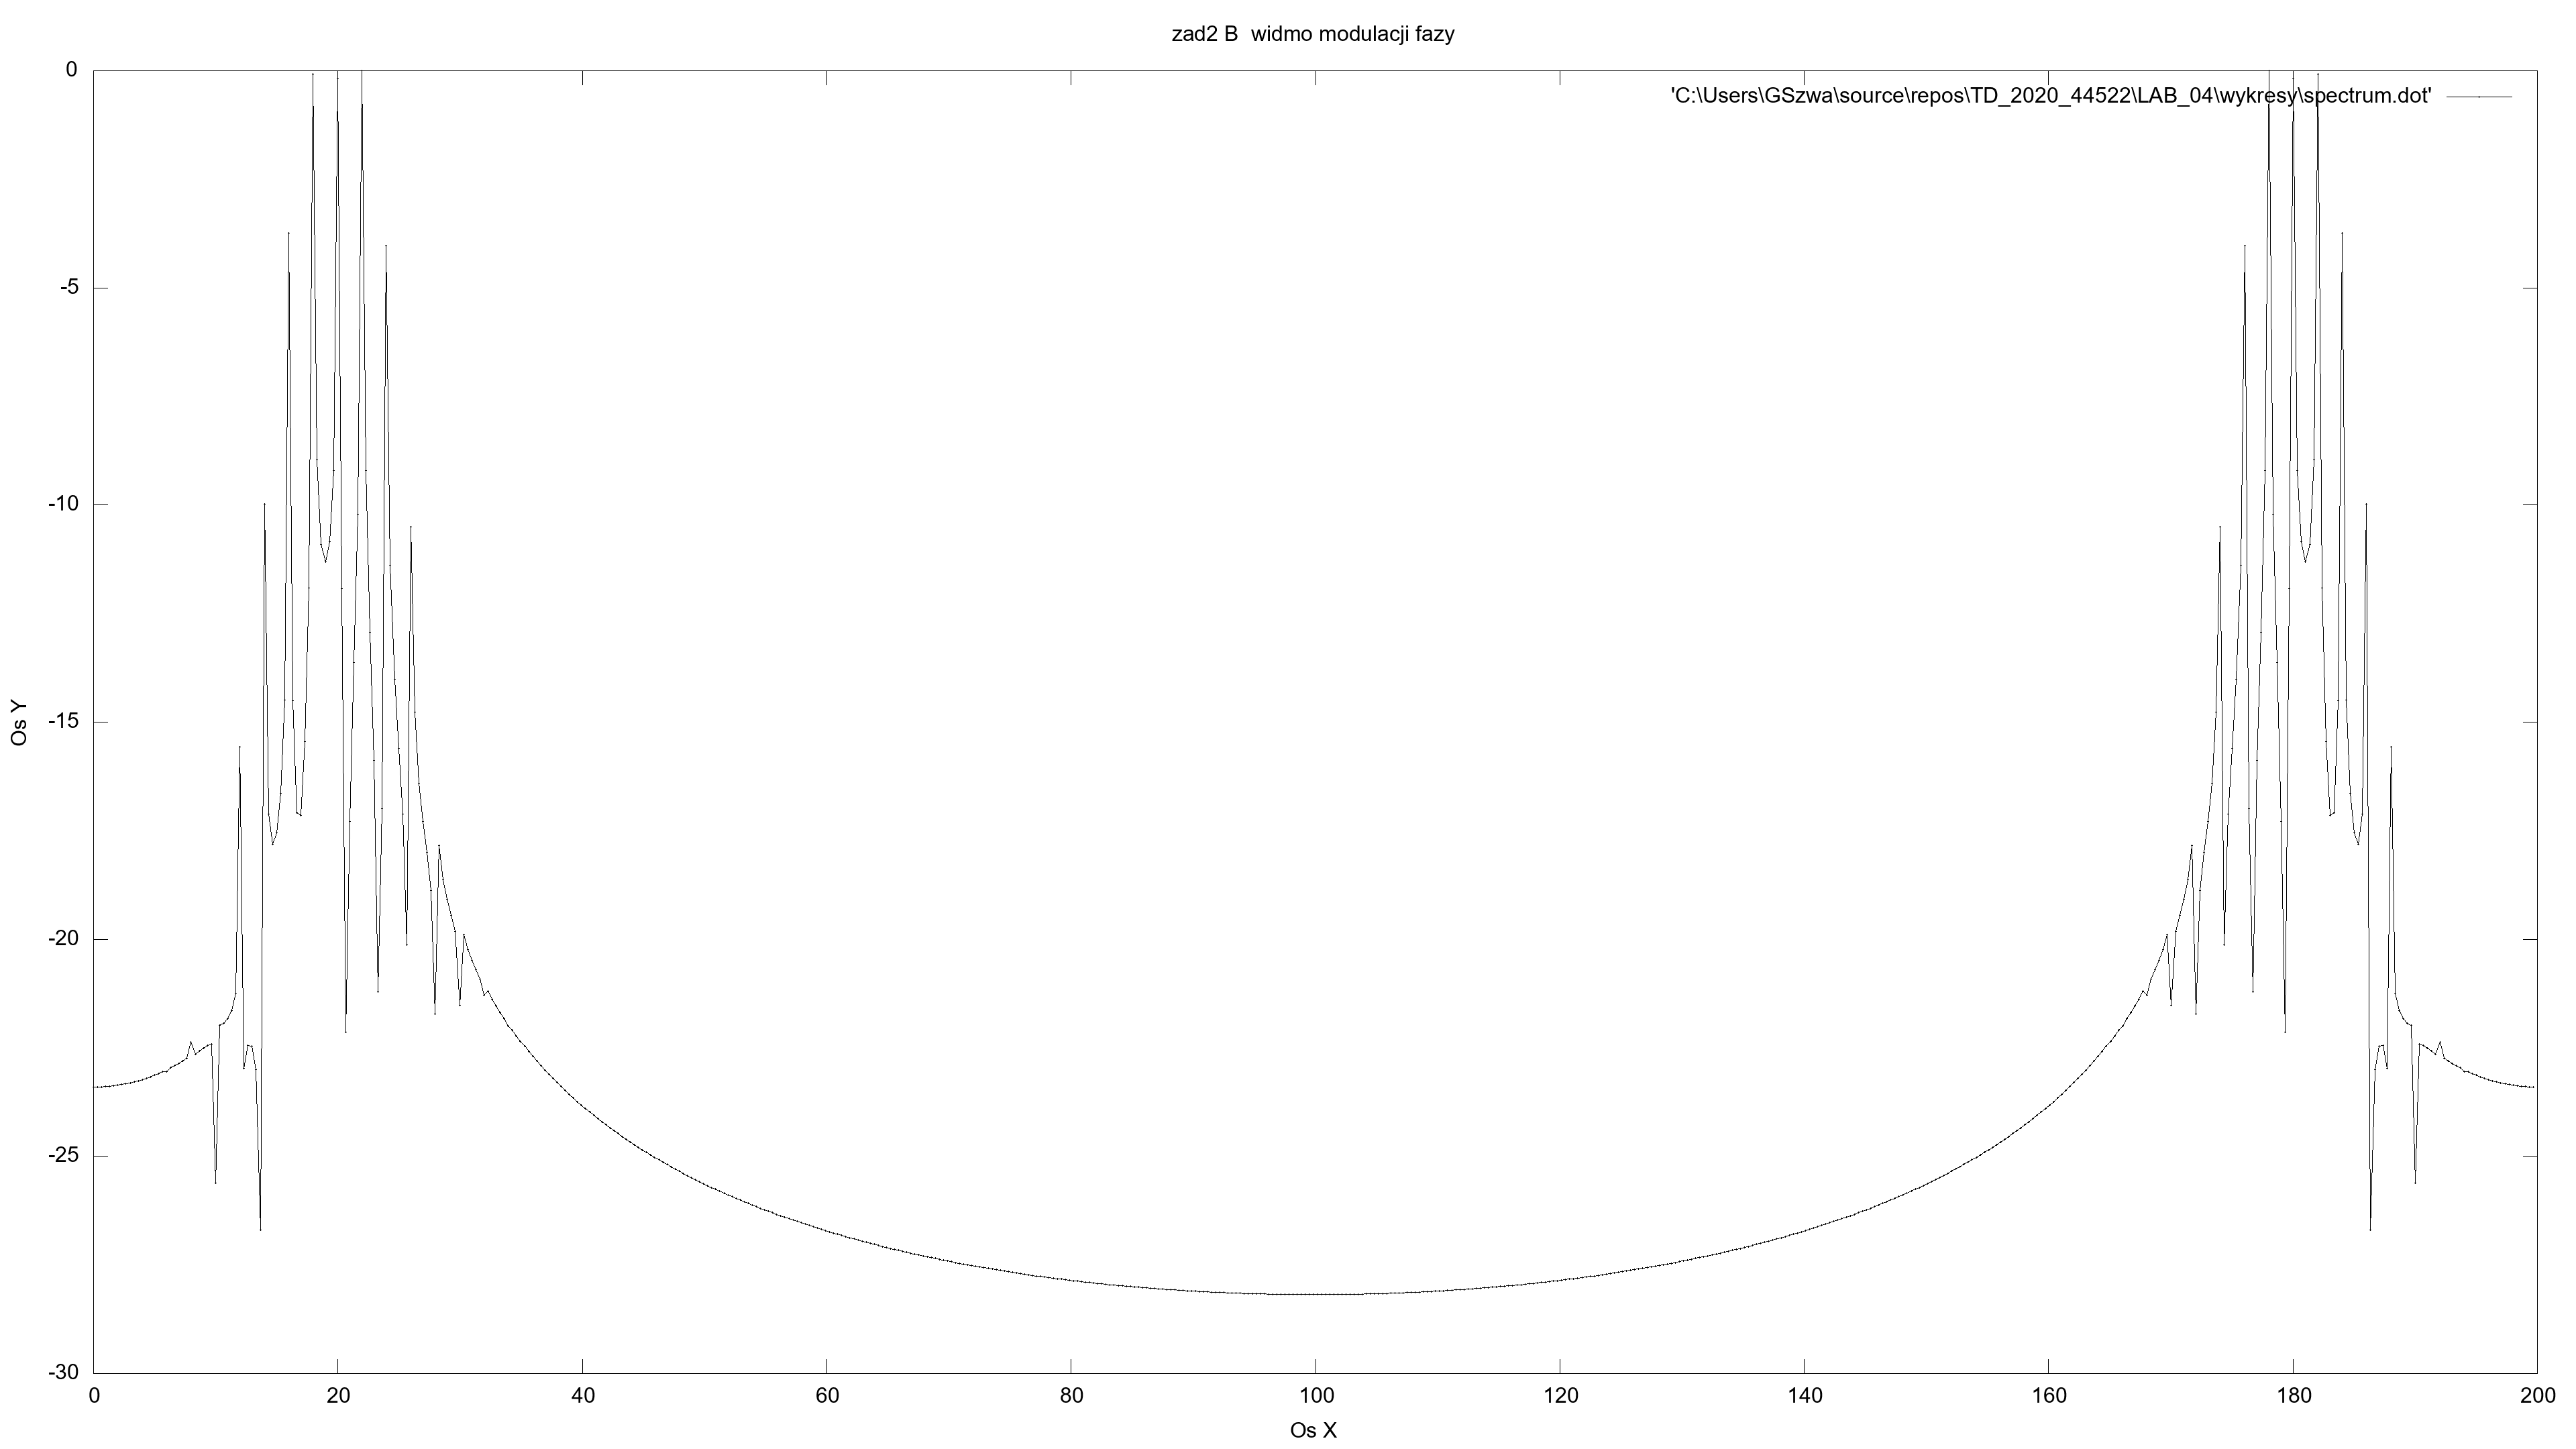 zad2 B  widmo modulacji fazy
'C:\Users\GSzwa\source\repos\TD_2020_44522\LAB_04\wykresy\spectrum.dot'
0
-5
-10
-15
-20
-25
-30
Os Y
0 20 40 60 80 100 120 140 160 180 200
Os X